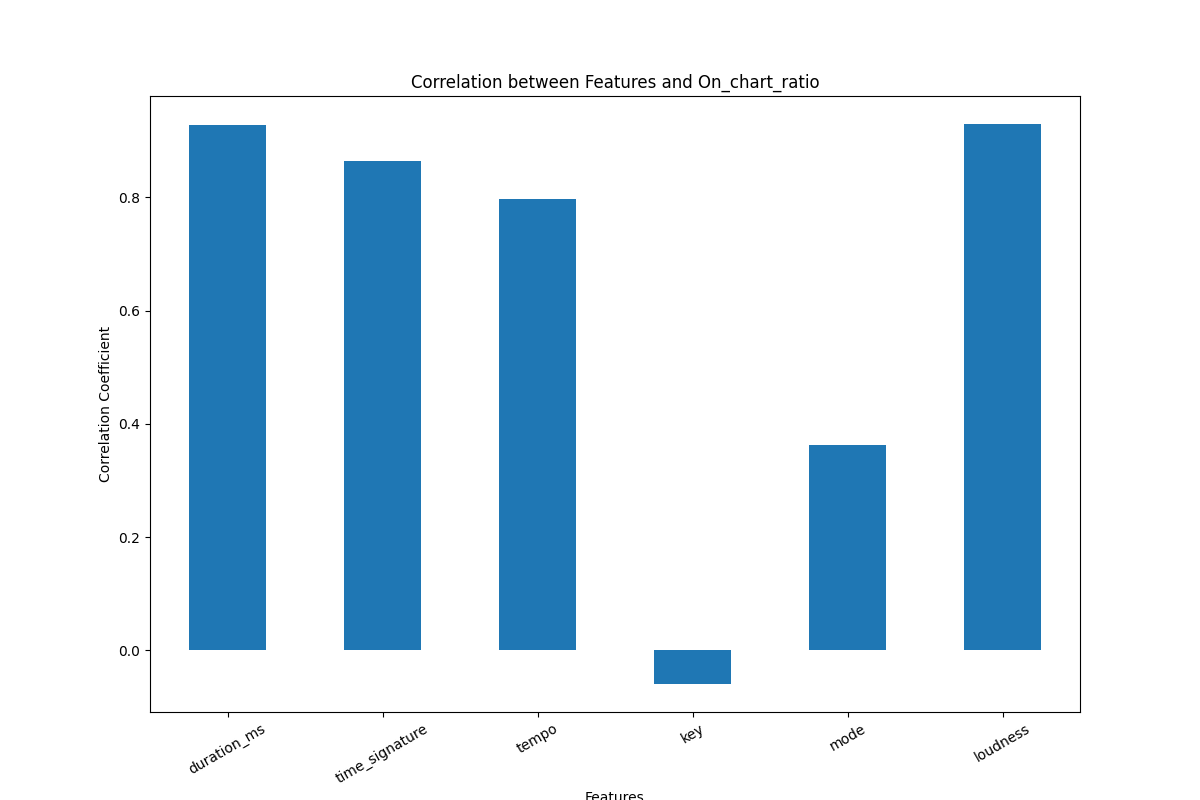 Correlation between Features and On_chart_ratio
Correlation Coefficient
0.8
0.6
0.4
0.2
0.0
duration_ms
time_signature
tempo
key
mode
loudness
Features